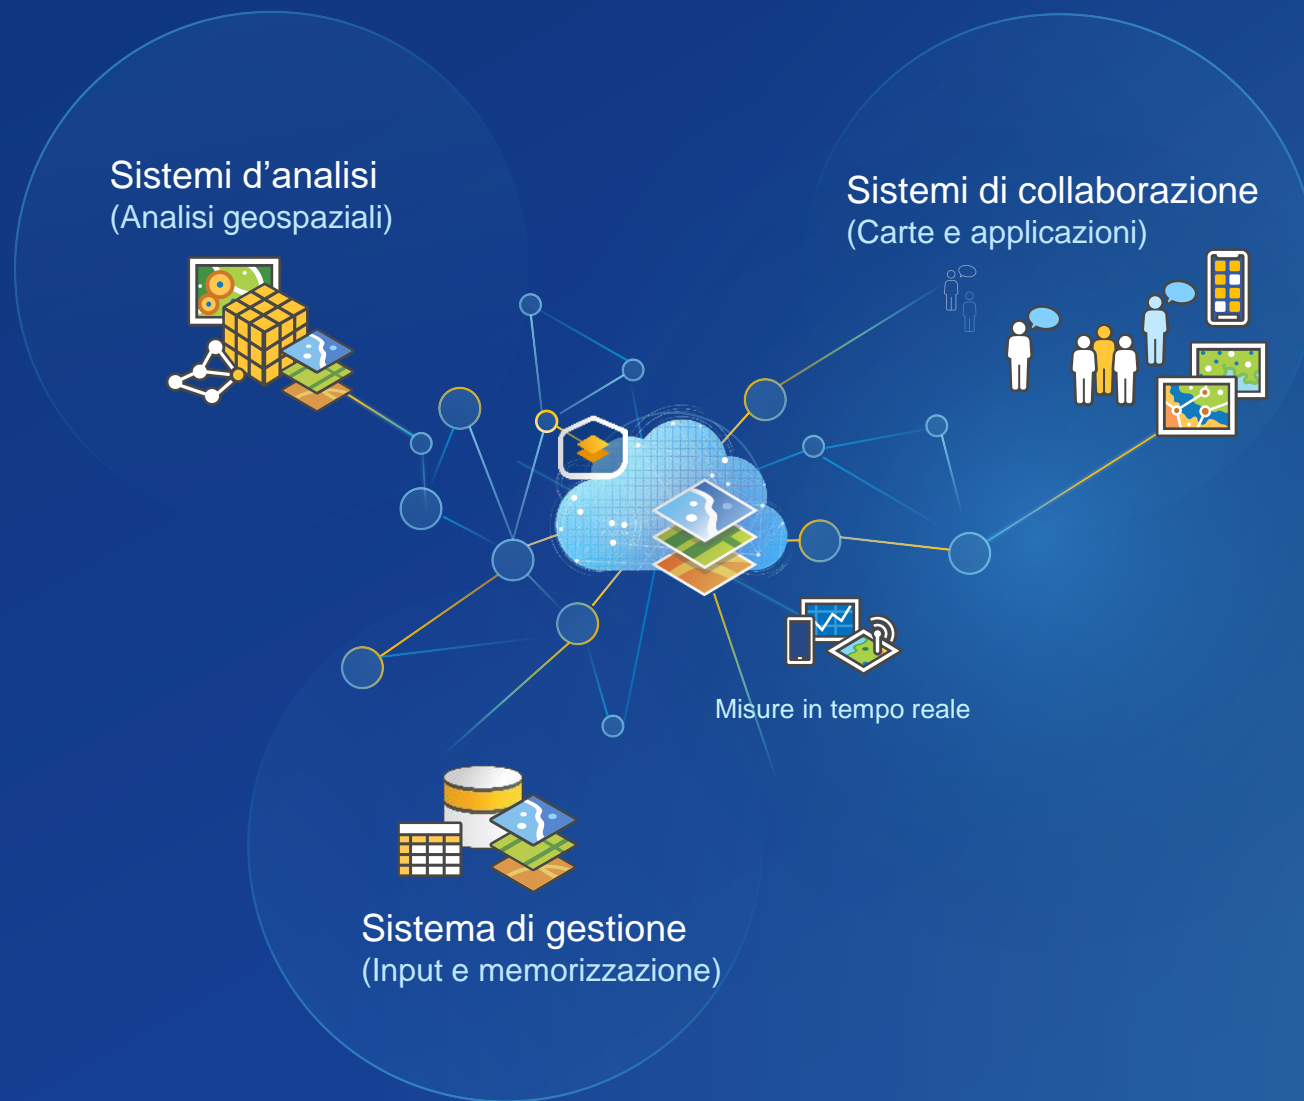 Sistemi d’analisi
(Analisi geospaziali)
Sistemi di collaborazione
(Carte e applicazioni)
Misure in tempo reale
Sistema di gestione
(Input e memorizzazione)